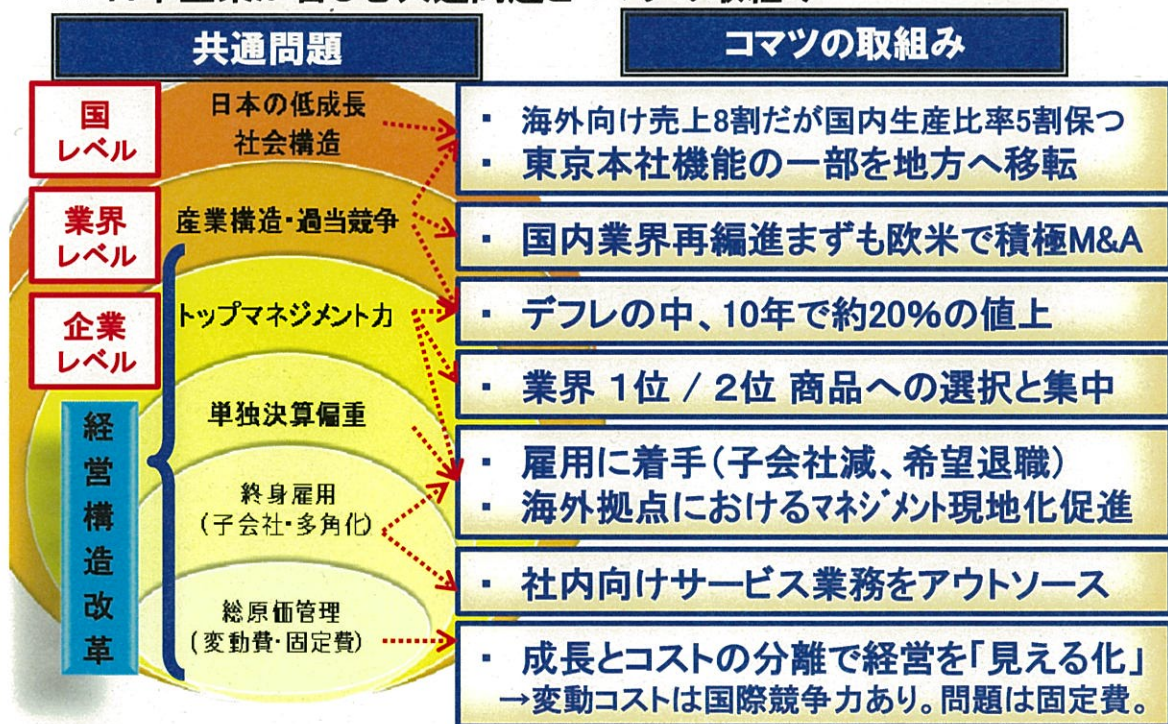 共通問題
コマツの取組み
国
レベル
日本の低成長
社会構造
・ 海外向け売上8割だが国内生産比率5割保つ
・ 東京本社機能の一部を地方へ移転
業界
レベル
産業構造・過当競争
・ 国内業界再編進まずも欧米で積極M&A
企業
レベル
トップマネジメント力
・ デフレの中、10年で約20%の値上
・ 業界 1位 / 2位 商品への選択と集中
経営構造改革
単独決算偏重
・ 雇用に着手(子会社減、希望退職)
・ 海外拠点におけるマネジメント現地化促進
終身雇用
(子会社・多角化)
・ 社内向けサービス業務をアウトソース
総原価管理
(変動費・固定費)
・ 成長とコストの分離で経営を「見える化」
→変動コストは国際競争力あり。問題は固定費。